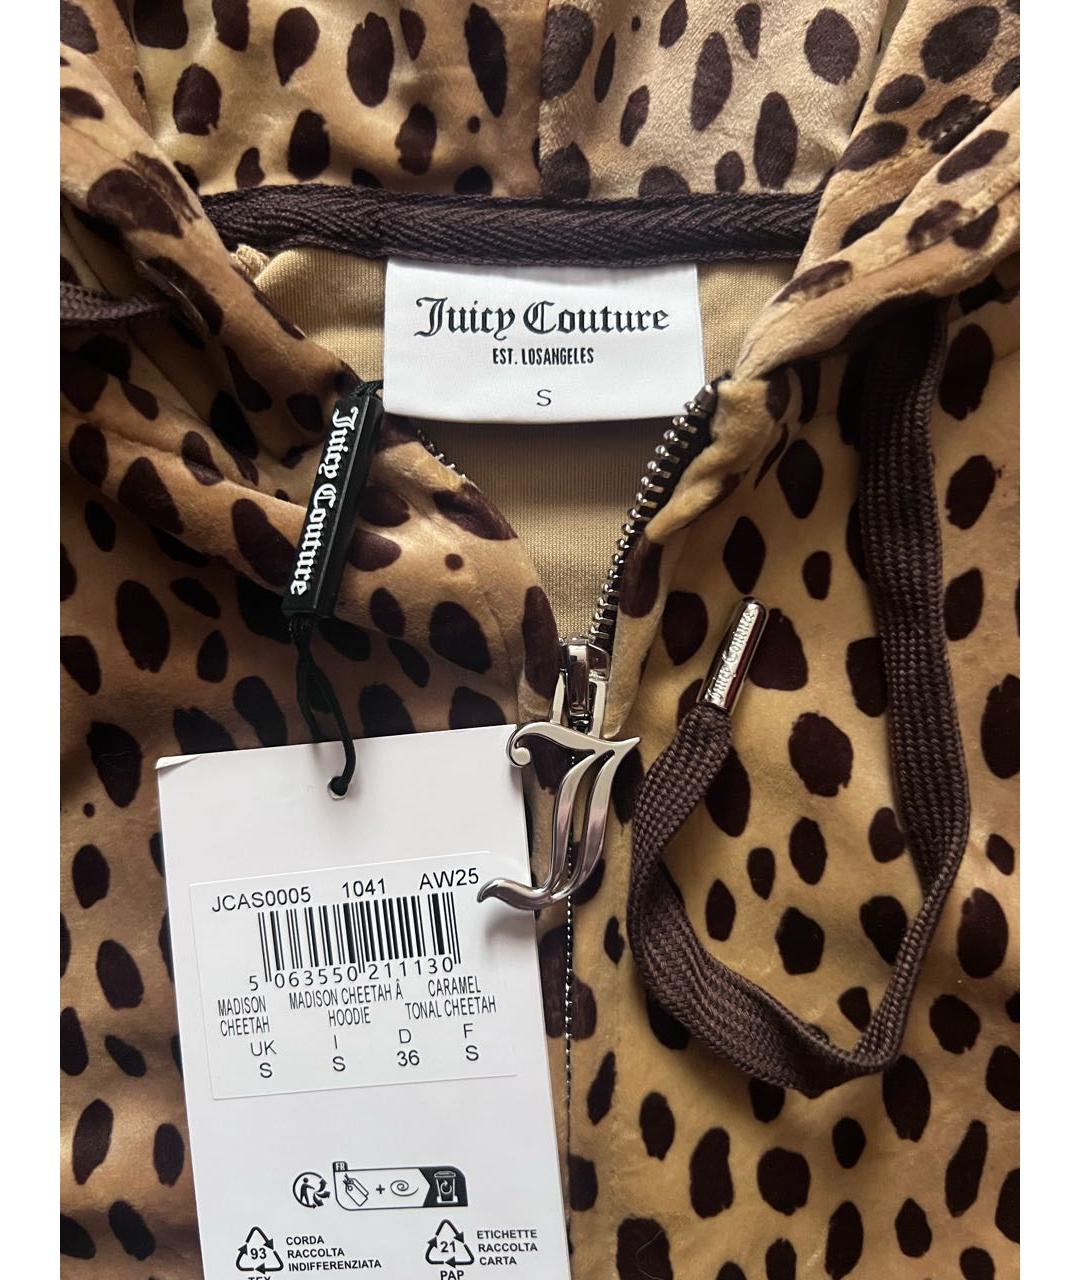 Juicy Couture
EST. LOSANGELES
S
Juicy Couture
Juicy Couture
JCAS0005 1041 AW25
5 063550 211130
MADISON CHEETAH
MADISON CHEETAH Â HOODIE
CARAMEL TONAL CHEETAH
UK I D F
S S 36 S
FR
93
CORDA
RACCOLTA
INDIFFERENZIATA
TEX
21
ETICHETTE
RACCOLTA
CARTA
PAP